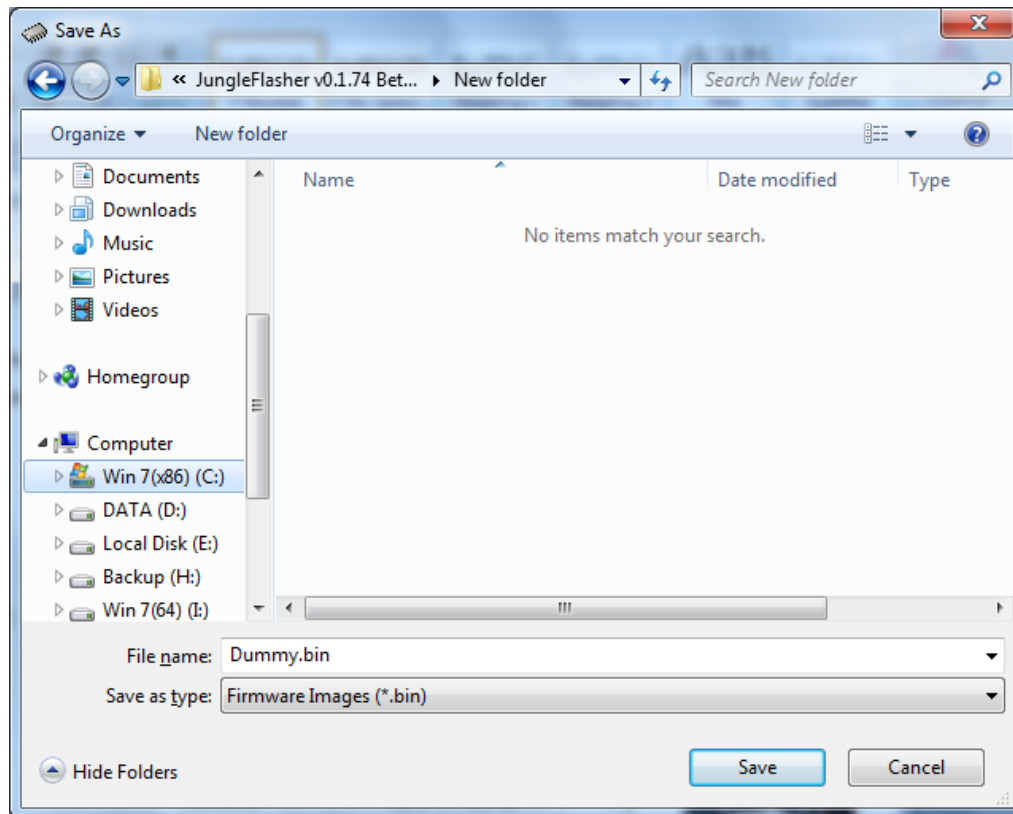 Save As
« JungleFlasher v0.1.74 Bet... New folder Search New folder
Organize New folder
Name Date modified Type
No items match your search.
Documents
Downloads
Music
Pictures
Videos
Homegroup
Computer
Win 7(x86) (C:)
DATA (D:)
Local Disk (E:)
Backup (H:)
Win 7(64) (I:)
File name: Dummy.bin
Save as type: Firmware Images (*.bin)
Hide Folders Save Cancel